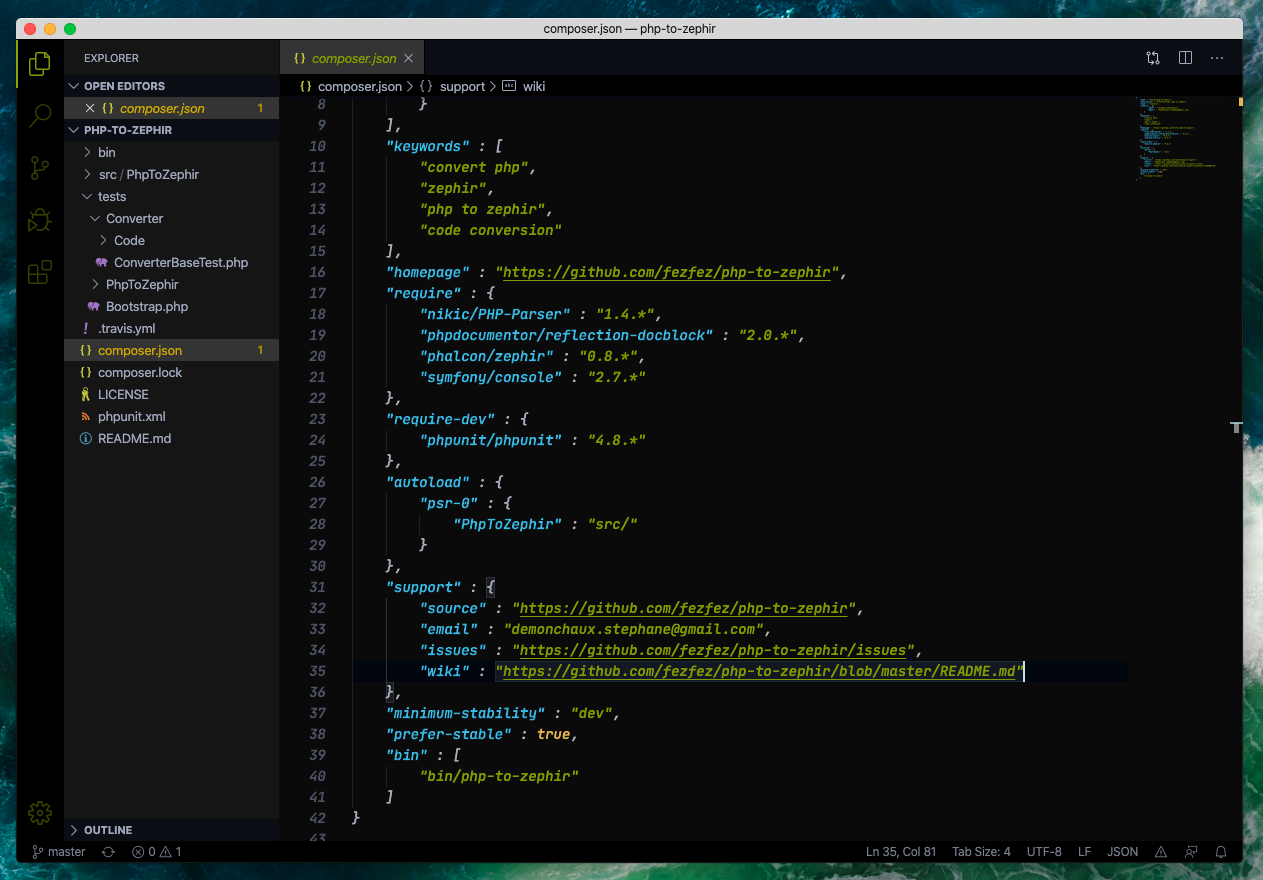 composer.json — php-to-zephir
EXPLORER
OPEN EDITORS
composer.json 1
PHP-TO-ZEPHIR
bin
src / PhpToZephir
tests
Converter
Code
ConverterBaseTest.php
PhpToZephir
Bootstrap.php
.travis.yml
composer.json 1
composer.lock
LICENSE
phpunit.xml
README.md
OUTLINE
{} composer.json
{} composer.json > {} support > abc wiki
8 }
9 ],
10 "keywords" : [
11 "convert php",
12 "zephir",
13 "php to zephir",
14 "code conversion"
15 ],
16 "homepage" : "https://github.com/fezfez/php-to-zephir",
17 "require" : {
18 "nikic/PHP-Parser" : "1.4.*",
19 "phpdocumentor/reflection-docblock" : "2.0.*",
20 "phalcon/zephir" : "0.8.*",
21 "symfony/console" : "2.7.*"
22 },
23 "require-dev" : {
24 "phpunit/phpunit" : "4.8.*"
25 },
26 "autoload" : {
27 "psr-0" : {
28 "PhpToZephir" : "src/"
29 }
30 },
31 "support" : {
32 "source" : "https://github.com/fezfez/php-to-zephir",
33 "email" : "demonchaux.stephane@gmail.com",
34 "issues" : "https://github.com/fezfez/php-to-zephir/issues",
35 "wiki" : "https://github.com/fezfez/php-to-zephir/blob/master/README.md"
36 },
37 "minimum-stability" : "dev",
38 "prefer-stable" : true,
39 "bin" : [
40 "bin/php-to-zephir"
41 ]
42 }
43
master 0 1 Ln 35, Col 81 Tab Size: 4 UTF-8 LF JSON